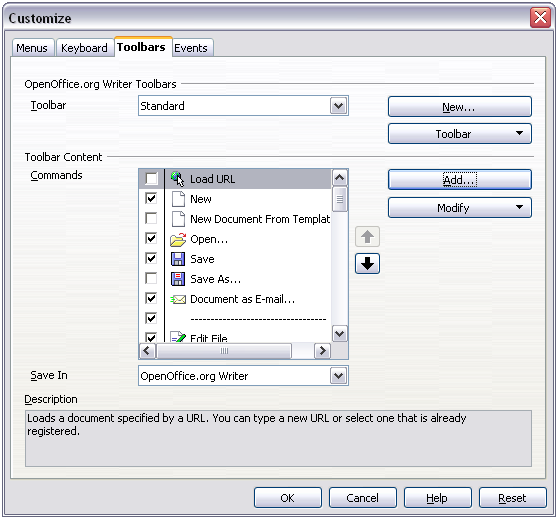 Customize
Menus Keyboard Toolbars Events
OpenOffice.org Writer Toolbars
Toolbar Standard New...
Toolbar
Toolbar Content
Commands Load URL Add...
New Modify
New Document From Templat
Open...
Save
Save As...
Document as E-mail...
--------------------------------
Edit File
Save In OpenOffice.org Writer
Description
Loads a document specified by a URL. You can type a new URL or select one that is already
registered.
OK Cancel Help Reset